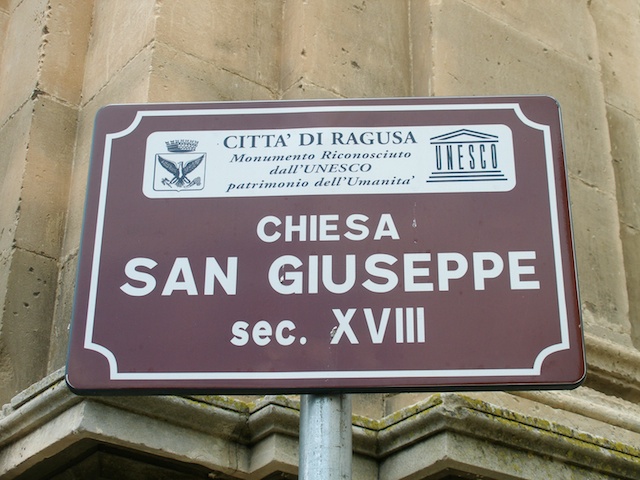 CITTA' DI RAGUSA
Monumento Riconosciuto
dall'UNESCO
patrimonio dell'Umanita'
UNESCO
CHIESA
SAN GIUSEPPE
sec. XVIII